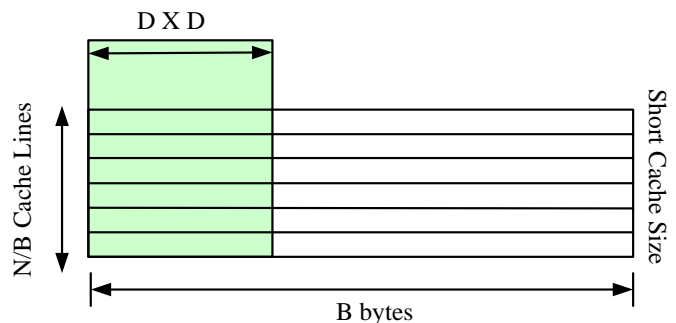 D X D
N/B Cache Lines
Short Cache Size
B bytes